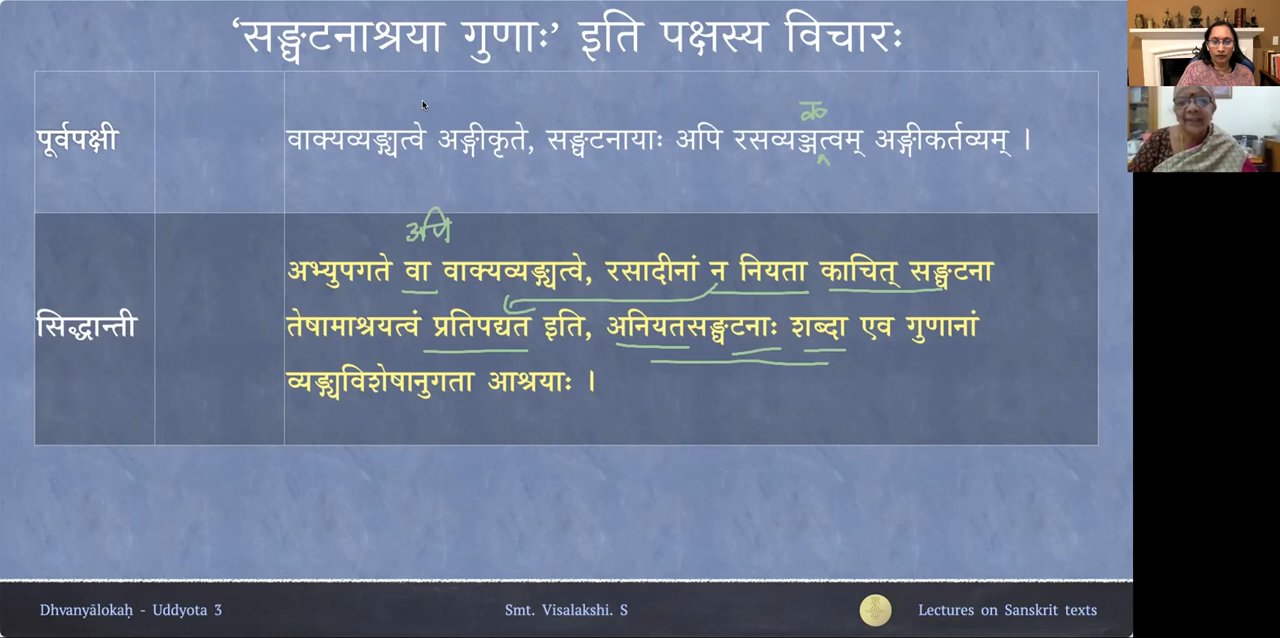 ‘सङ्घटनाश्रया गुणाः’ इति पक्षस्य विचारः
क
पूर्वपक्षी वाक्यव्यङ्ग्यत्वे अङ्गीकृते, सङ्घटनायाः अपि रसव्यञ्जत्वम् अङ्गीकर्तव्यम् ।
अपि
अभ्युपगते वा वाक्यव्यङ्ग्यत्वे, रसादीनां न नियता काचित् सङ्घटना
सिद्धान्ती तेषामाश्रयत्वं प्रतिपद्यत इति, अनियतसङ्घटनाः शब्दा एव गुणानां
व्यङ्ग्यविशेषानुगता आश्रयाः ।
Dhvanyālokaḥ - Uddyota 3 Smt. Visalakshi. S Lectures on Sanskrit texts